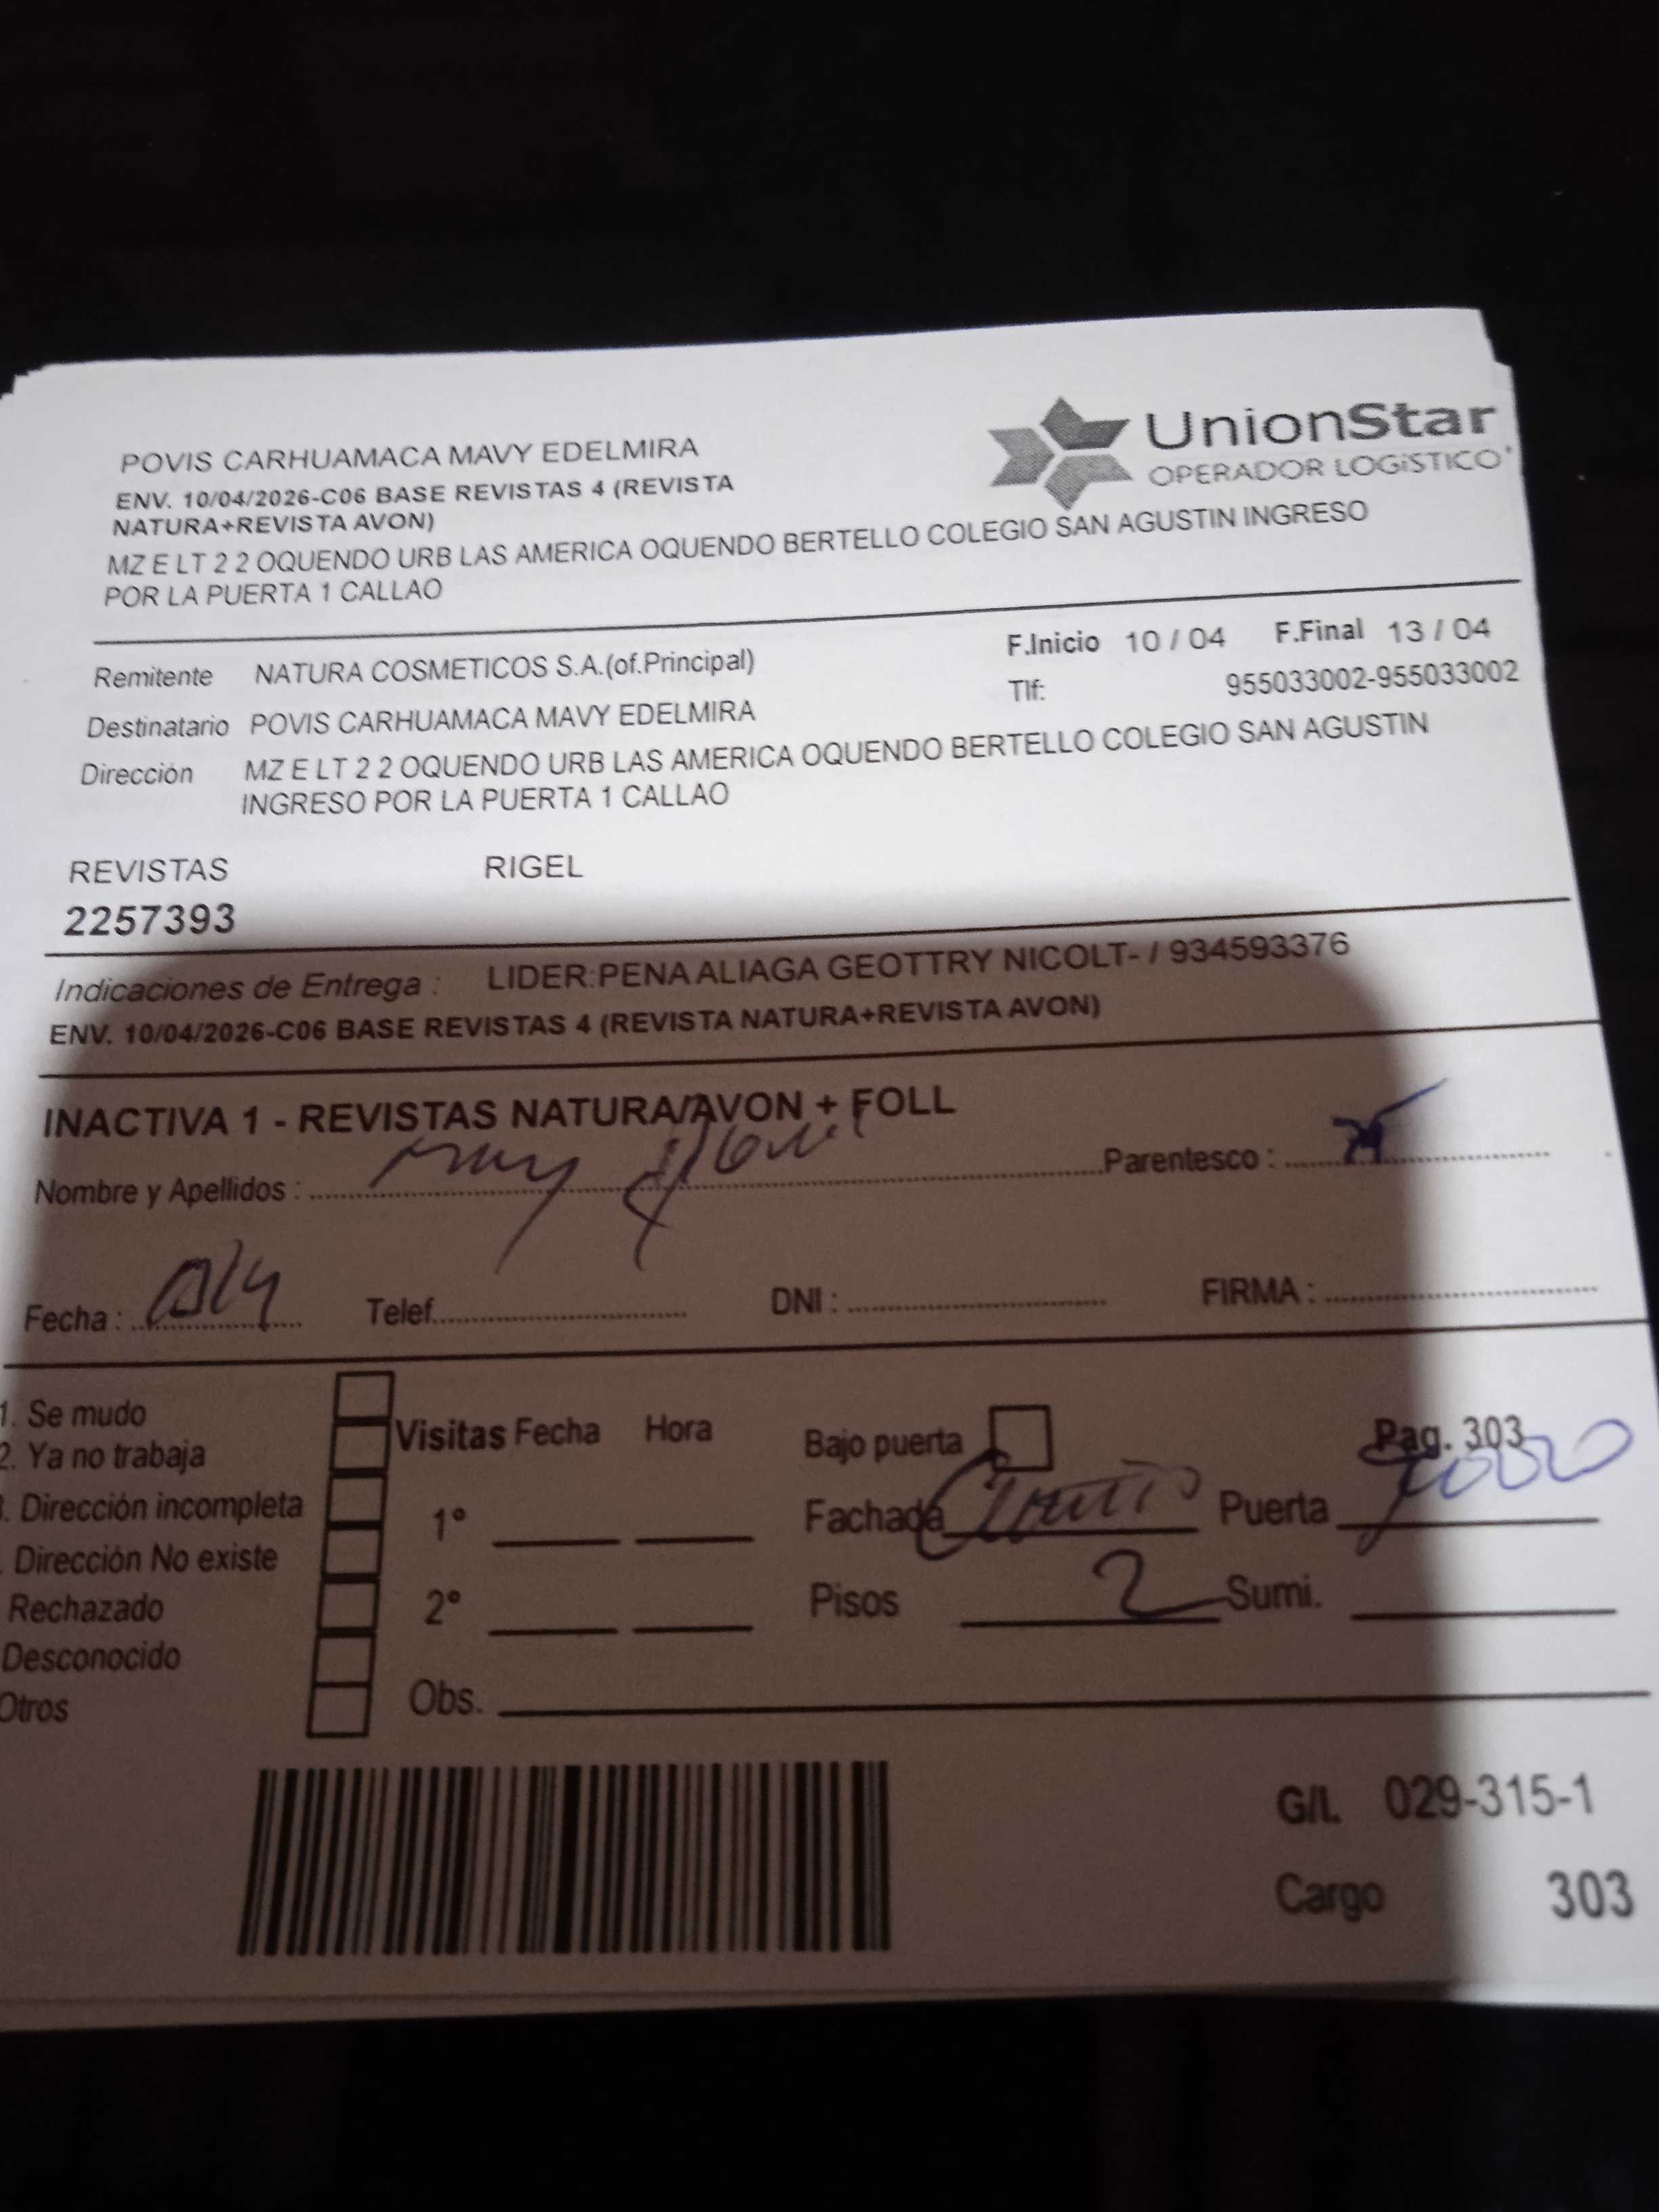 POVIS CARHUAMACA MAVY EDELMIRA
UnionStar
OPERADOR LOGíSTICO
ENV. 10/04/2026-C06 BASE REVISTAS 4 (REVISTA
NATURA+REVISTA AVON)
MZ E LT 2 2 OQUENDO URB LAS AMERICA OQUENDO BERTELLO COLEGIO SAN AGUSTIN INGRESO
POR LA PUERTA 1 CALLAO
Remitente NATURA COSMETICOS S.A.(of.Principal) F.Inicio 10 / 04 F.Final 13 / 04
Tlf: 955033002-955033002
Destinatario POVIS CARHUAMACA MAVY EDELMIRA
Dirección MZ E LT 2 2 OQUENDO URB LAS AMERICA OQUENDO BERTELLO COLEGIO SAN AGUSTIN
INGRESO POR LA PUERTA 1 CALLAO
REVISTAS RIGEL
2257393
Indicaciones de Entrega : LIDER:PENA ALIAGA GEOTTRY NICOLT- / 934593376
ENV. 10/04/2026-C06 BASE REVISTAS 4 (REVISTA NATURA+REVISTA AVON)
INACTIVA 1 - REVISTAS NATURA/AVON + FOLL
Nombre y Apellidos : Parentesco :
Fecha : Telef. DNI : FIRMA :
1. Se mudo
2. Ya no trabaja
. Dirección incompleta
. Dirección No existe
Rechazado
Desconocido
Otros
Visitas Fecha Hora
1°
2°
Obs.
Bajo puerta Pag. 303
Fachada Puerta
Pisos 2 Sumi.
G/L 029-315-1
Cargo 303